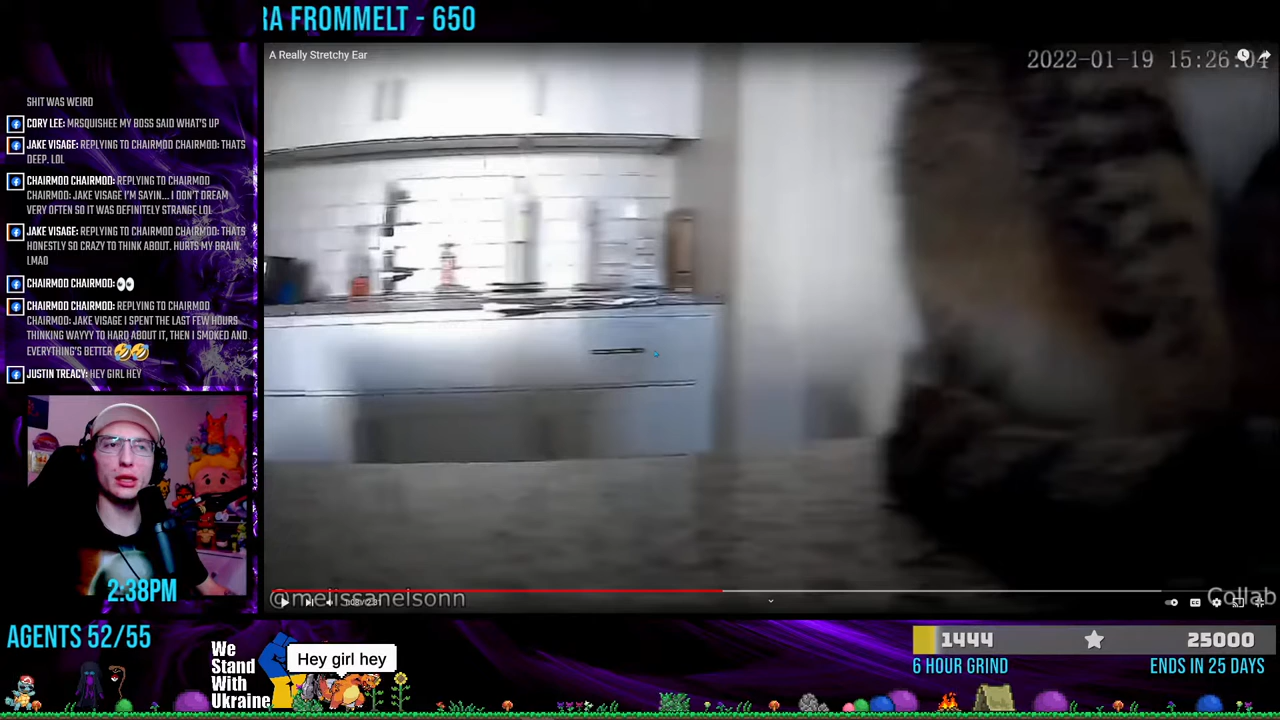 RA FROMMELT - 650
A Really Stretchy Ear
2022-01-19 15:26:04
SHIT WAS WEIRD
CORY LEE: MRSQUISHEE MY BOSS SAID WHAT'S UP
JAKE VISAGE: REPLYING TO CHAIRMOD CHAIRMOD: THATS
DEEP. LOL
CHAIRMOD CHAIRMOD: REPLYING TO CHAIRMOD
CHAIRMOD: JAKE VISAGE I'M SAYIN... I DON'T DREAM
VERY OFTEN SO IT WAS DEFINITELY STRANGE LOL
JAKE VISAGE: REPLYING TO CHAIRMOD CHAIRMOD: THATS
HONESTLY SO CRAZY TO THINK ABOUT. HURTS MY BRAIN.
LMAO
CHAIRMOD CHAIRMOD: 👀
CHAIRMOD CHAIRMOD: REPLYING TO CHAIRMOD
CHAIRMOD: JAKE VISAGE I SPENT THE LAST FEW HOURS
THINKING WAYYY TO HARD ABOUT IT, THEN I SMOKED AND
EVERYTHING'S BETTER 🤣🤣
JUSTIN TREACY: HEY GIRL HEY
2:38PM
@melissanelsonn
Collab
AGENTS 52/55
We
Stand
With
Ukraine
Hey girl hey
1444 25000
6 HOUR GRIND ENDS IN 25 DAYS